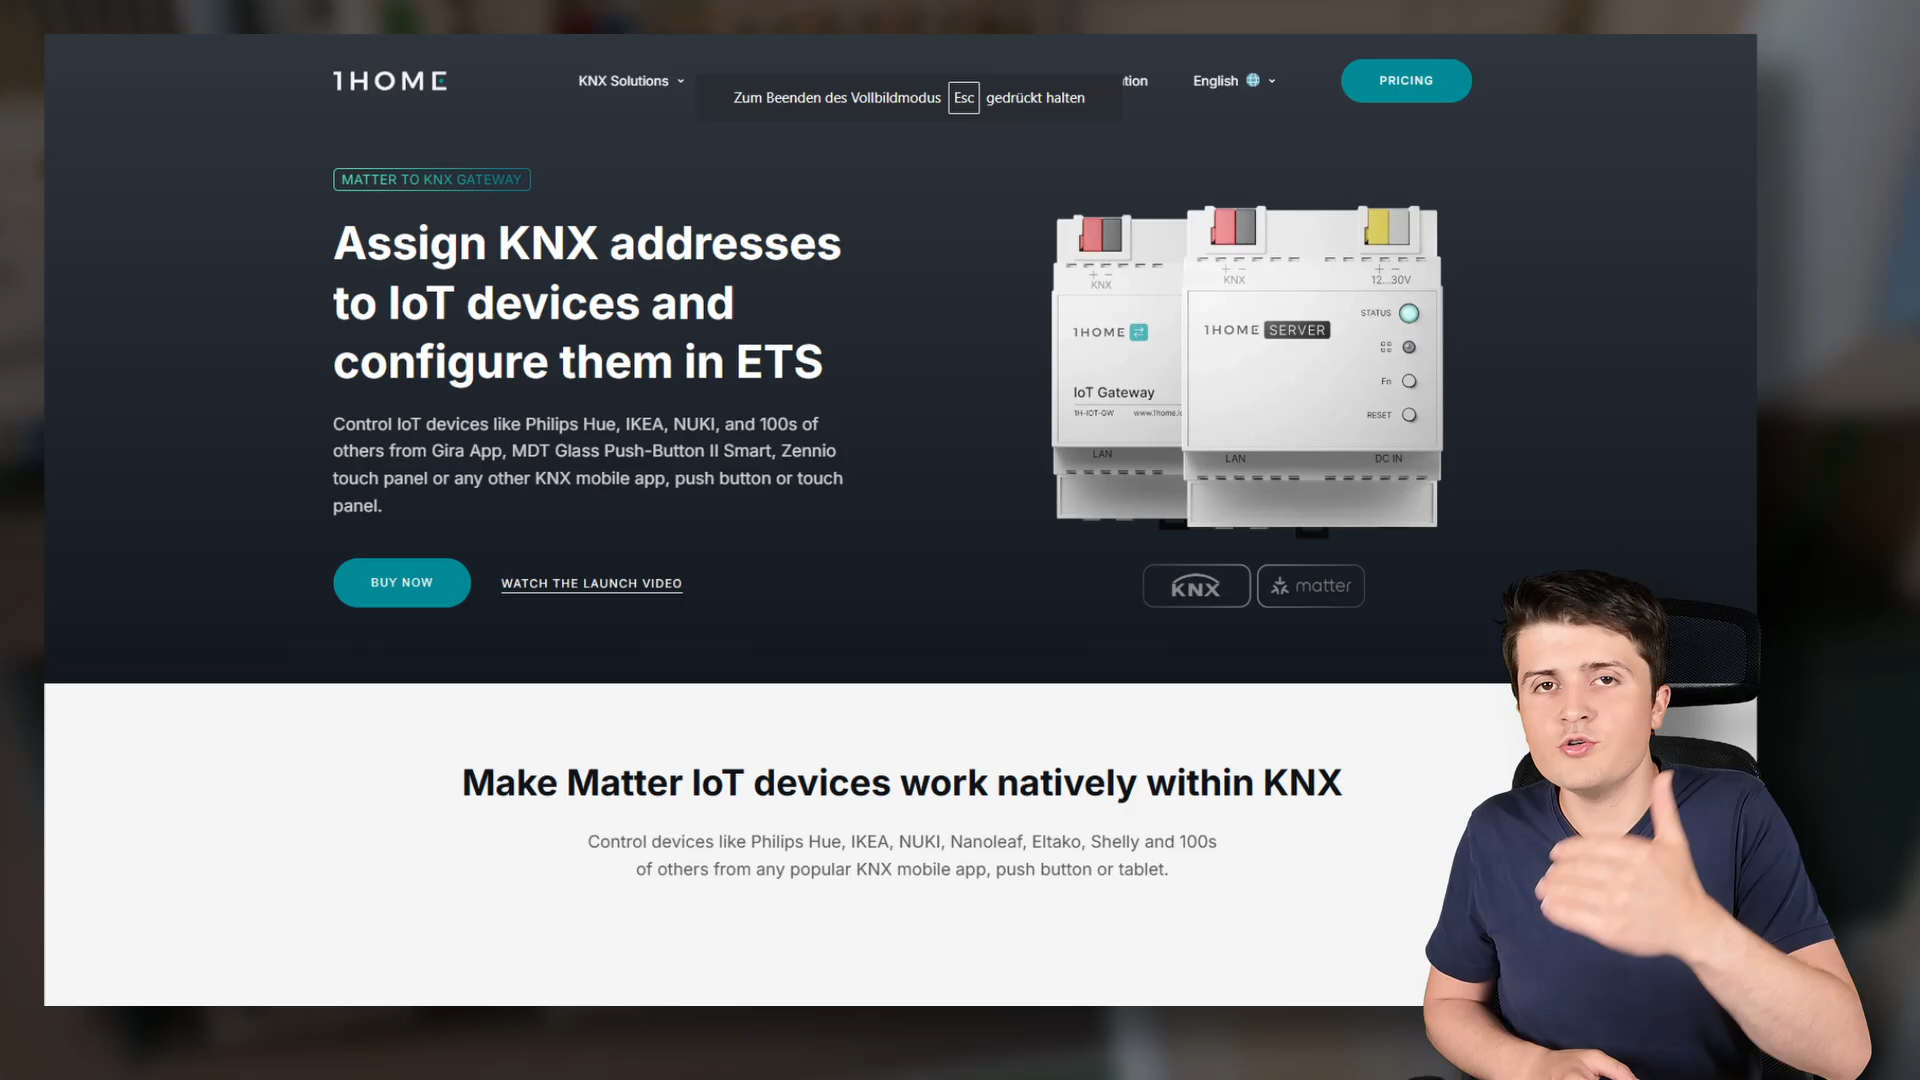 1HOME
KNX Solutions
Zum Beenden des Vollbildmodus Esc gedrückt halten
tion
English
PRICING
MATTER TO KNX GATEWAY
Assign KNX addresses
to IoT devices and
configure them in ETS
Control IoT devices like Philips Hue, IKEA, NUKI, and 100s of
others from Gira App, MDT Glass Push-Button II Smart, Zennio
touch panel or any other KNX mobile app, push button or touch
panel.
BUY NOW
WATCH THE LAUNCH VIDEO
+ -
KNX
1HOME
IoT Gateway
1H-IOT-GW www.1home.i
LAN
+ -
KNX
+ -
12...30V
STATUS
1HOME SERVER
Fn
RESET
LAN
DC IN
KNX
matter
Make Matter IoT devices work natively within KNX
Control devices like Philips Hue, IKEA, NUKI, Nanoleaf, Eltako, Shelly and 100s
of others from any popular KNX mobile app, push button or tablet.